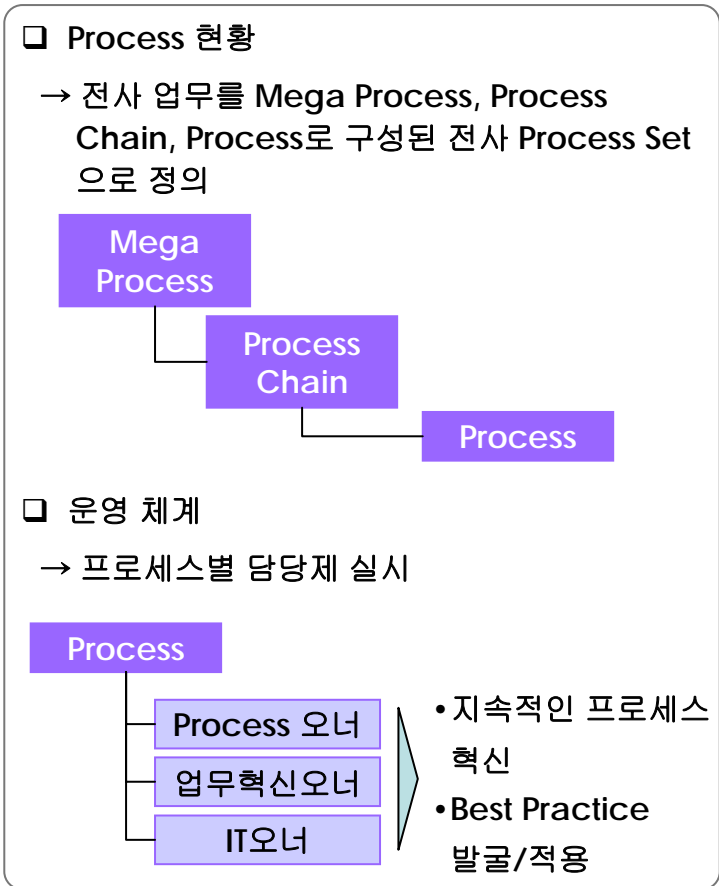 ❑ Process 현황
→ 전사 업무를 Mega Process, Process
Chain, Process로 구성된 전사 Process Set
으로 정의
Mega
Process
Process
Chain
Process
❑ 운영 체계
→ 프로세스별 담당제 실시
Process
Process 오너
업무혁신오너
IT오너
•지속적인 프로세스
혁신
•Best Practice
발굴/적용